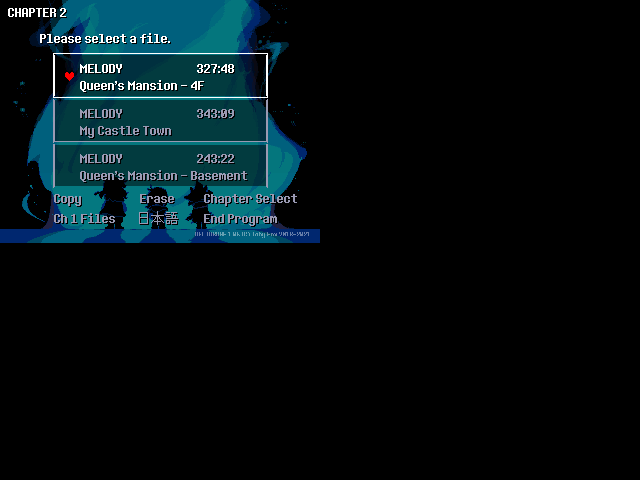 CHAPTER 2
Please select a file.
MELODY 327:48
Queen's Mansion - 4F
MELODY 343:09
My Castle Town
MELODY 243:22
Queen's Mansion - Basement
Copy Erase Chapter Select
Ch 1 Files 日本語 End Program